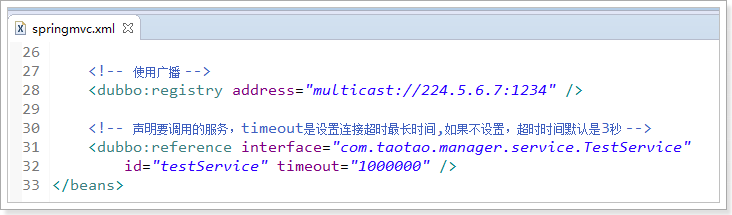 springmvc.xml
26
27 <!-- 使用广播 -->
28 <dubbo:registry address="multicast://224.5.6.7:1234" />
29
30 <!-- 声明要调用的服务，timeout是设置连接超时最长时间,如果不设置，超时时间默认是3秒 -->
31 <dubbo:reference interface="com.taotao.manager.service.TestService"
32 id="testService" timeout="1000000" />
33 </beans>